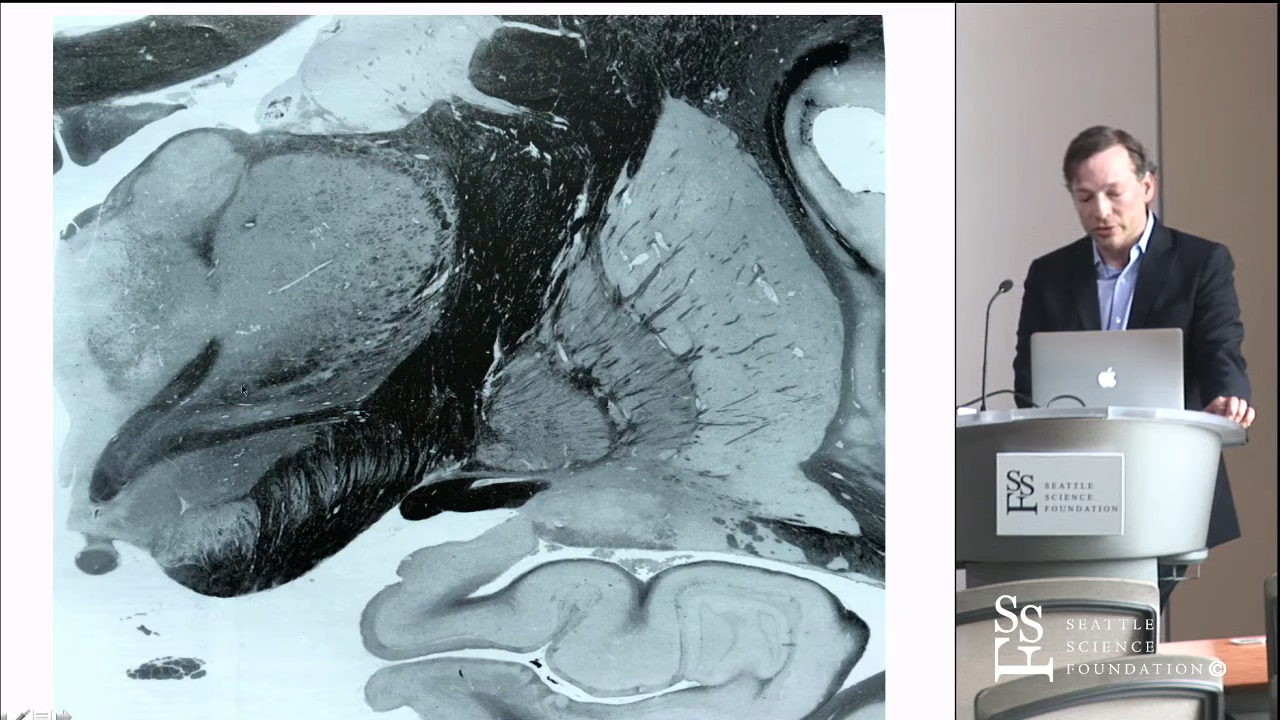 SSF
SEATTLE
SCIENCE
FOUNDATION
SSF
SEATTLE
SCIENCE
FOUNDATION©